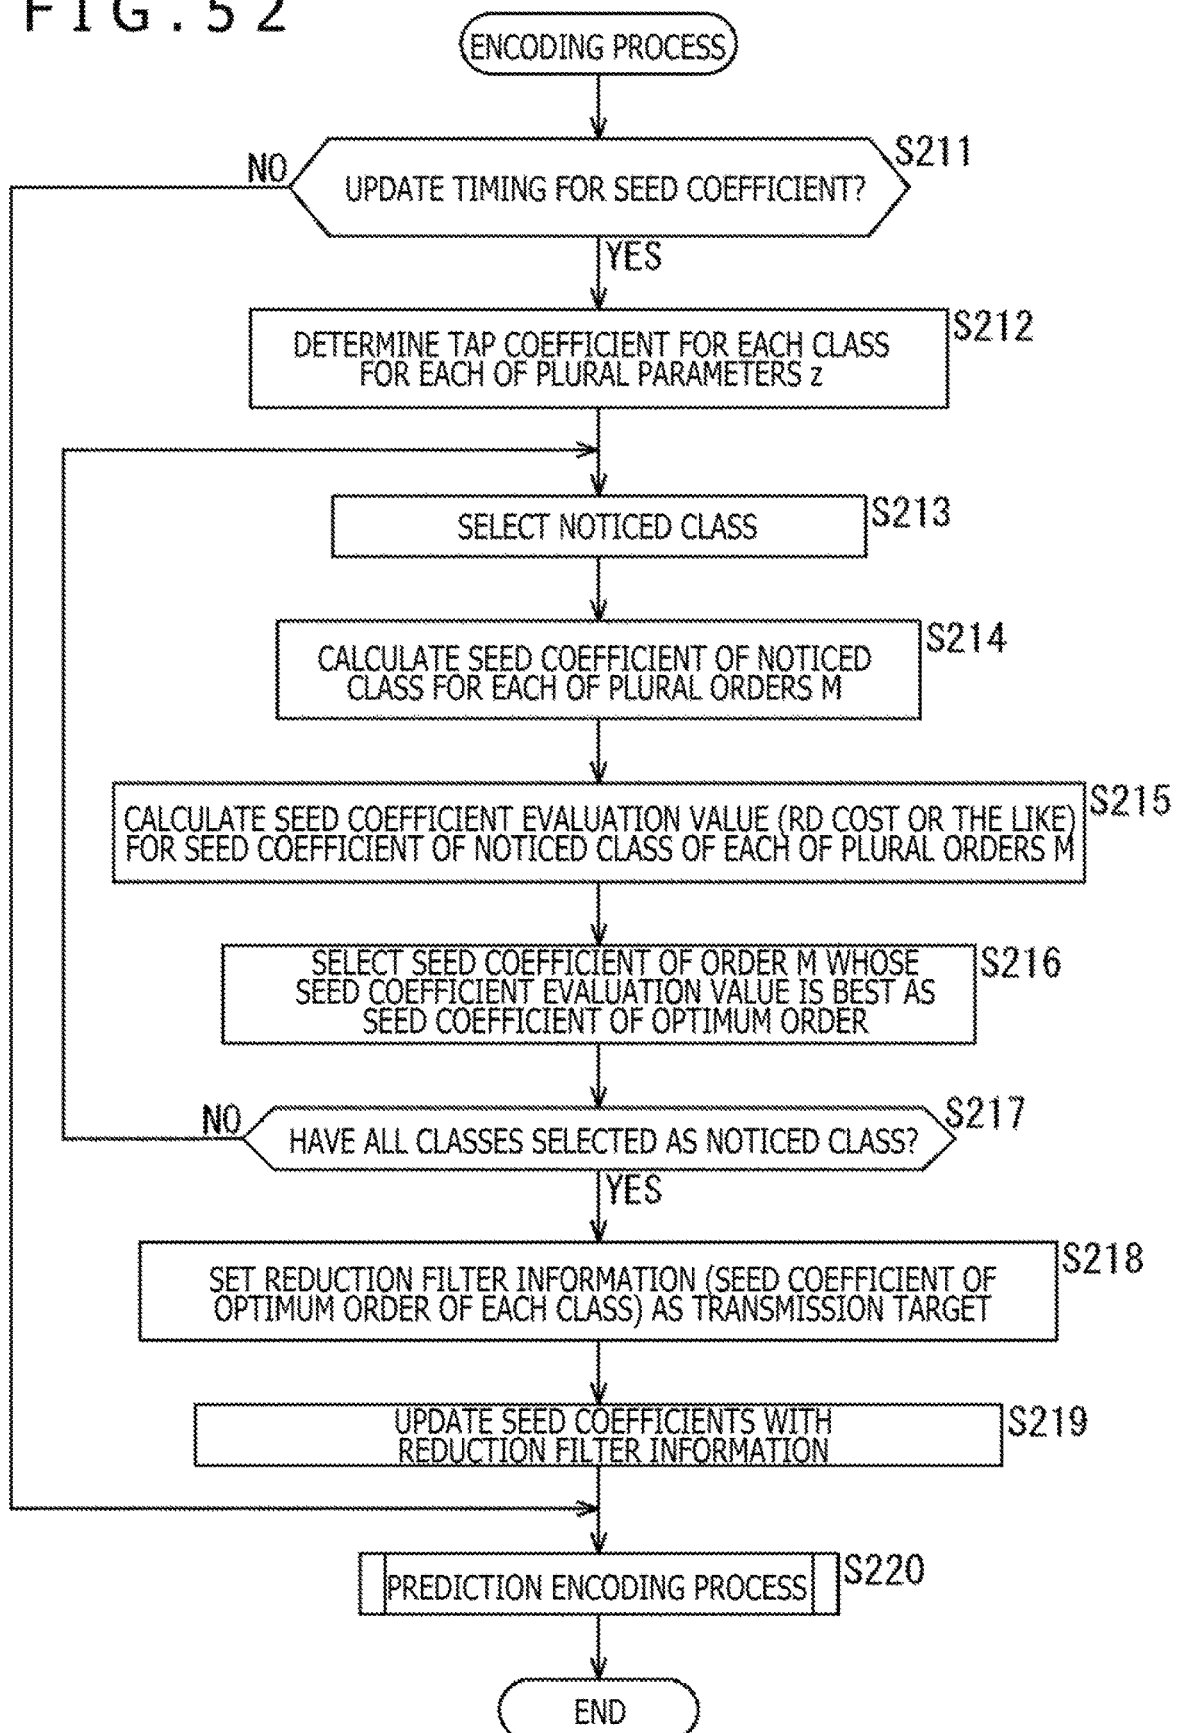 FIG.52
ENCODING PROCESS
S211
NO
UPDATE TIMING FOR SEED COEFFICIENT?
YES
S212
DETERMINE TAP COEFFICIENT FOR EACH CLASS
FOR EACH OF PLURAL PARAMETERS z
S213
SELECT NOTICED CLASS
S214
CALCULATE SEED COEFFICIENT OF NOTICED
CLASS FOR EACH OF PLURAL ORDERS M
S215
CALCULATE SEED COEFFICIENT EVALUATION VALUE (RD COST OR THE LIKE)
FOR SEED COEFFICIENT OF NOTICED CLASS OF EACH OF PLURAL ORDERS M
S216
SELECT SEED COEFFICIENT OF ORDER M WHOSE
SEED COEFFICIENT EVALUATION VALUE IS BEST AS
SEED COEFFICIENT OF OPTIMUM ORDER
S217
NO
HAVE ALL CLASSES SELECTED AS NOTICED CLASS?
YES
S218
SET REDUCTION FILTER INFORMATION (SEED COEFFICIENT OF
OPTIMUM ORDER OF EACH CLASS) AS TRANSMISSION TARGET
S219
UPDATE SEED COEFFICIENTS WITH
REDUCTION FILTER INFORMATION
S220
PREDICTION ENCODING PROCESS
END